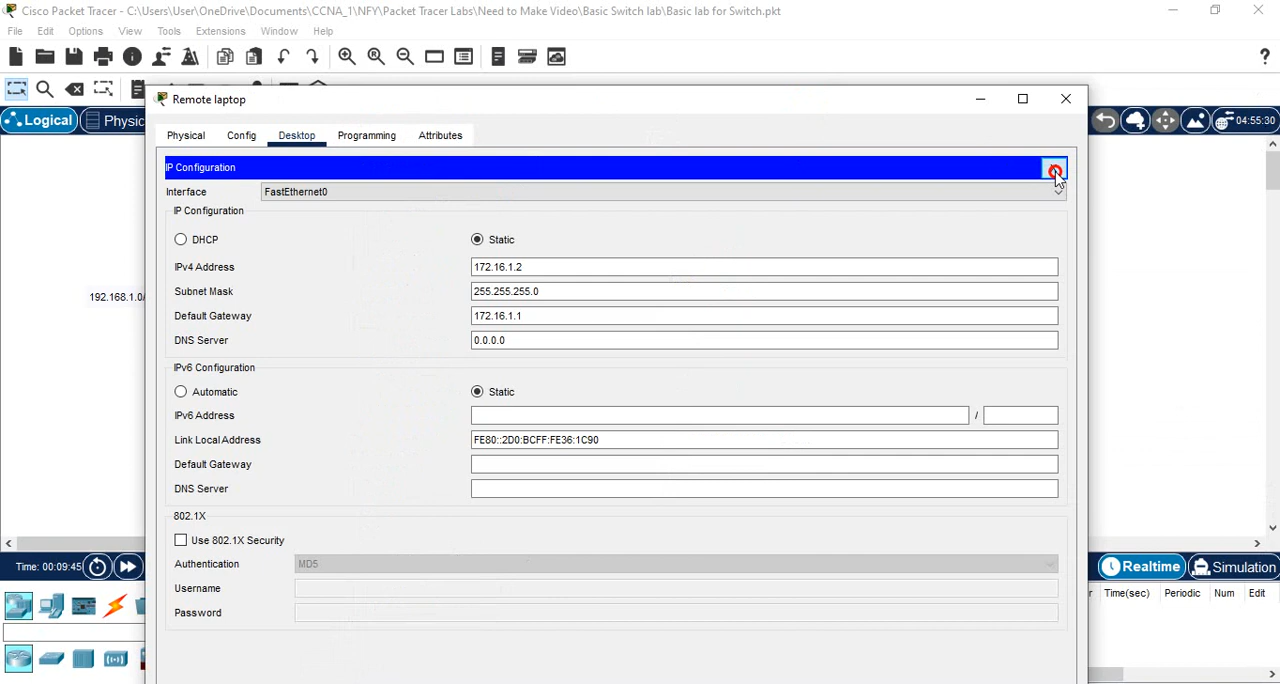 Cisco Packet Tracer - C:\Users\User\OneDrive\Documents\CCNA_1\NFY\Packet Tracer Labs\Need to Make Video\Basic Switch lab\Basic lab for Switch.pkt
File Edit Options View Tools Extensions Window Help
?
Remote laptop
Logical
Physic
04:55:30
Physical Config Desktop Programming Attributes
IP Configuration
Interface FastEthernet0
IP Configuration
DHCP Static
IPv4 Address 172.16.1.2
192.168.1.0/
Subnet Mask 255.255.255.0
Default Gateway 172.16.1.1
DNS Server 0.0.0.0
IPv6 Configuration
Automatic Static
IPv6 Address /
Link Local Address FE80::2D0:BCFF:FE36:1C90
Default Gateway
DNS Server
802.1X
Use 802.1X Security
Authentication MD5
Username
Password
Time: 00:09:45
Realtime Simulation
r Time(sec) Periodic Num Edit